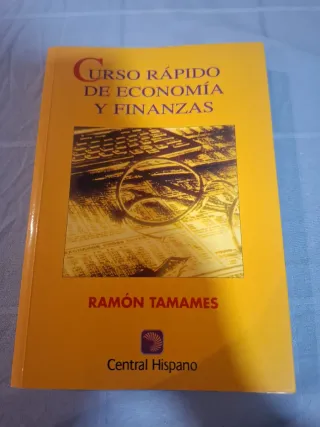 CURSO RÁPIDO
DE ECONOMÍA
Y FINANZAS
RAMÓN TAMAMES
Central Hispano